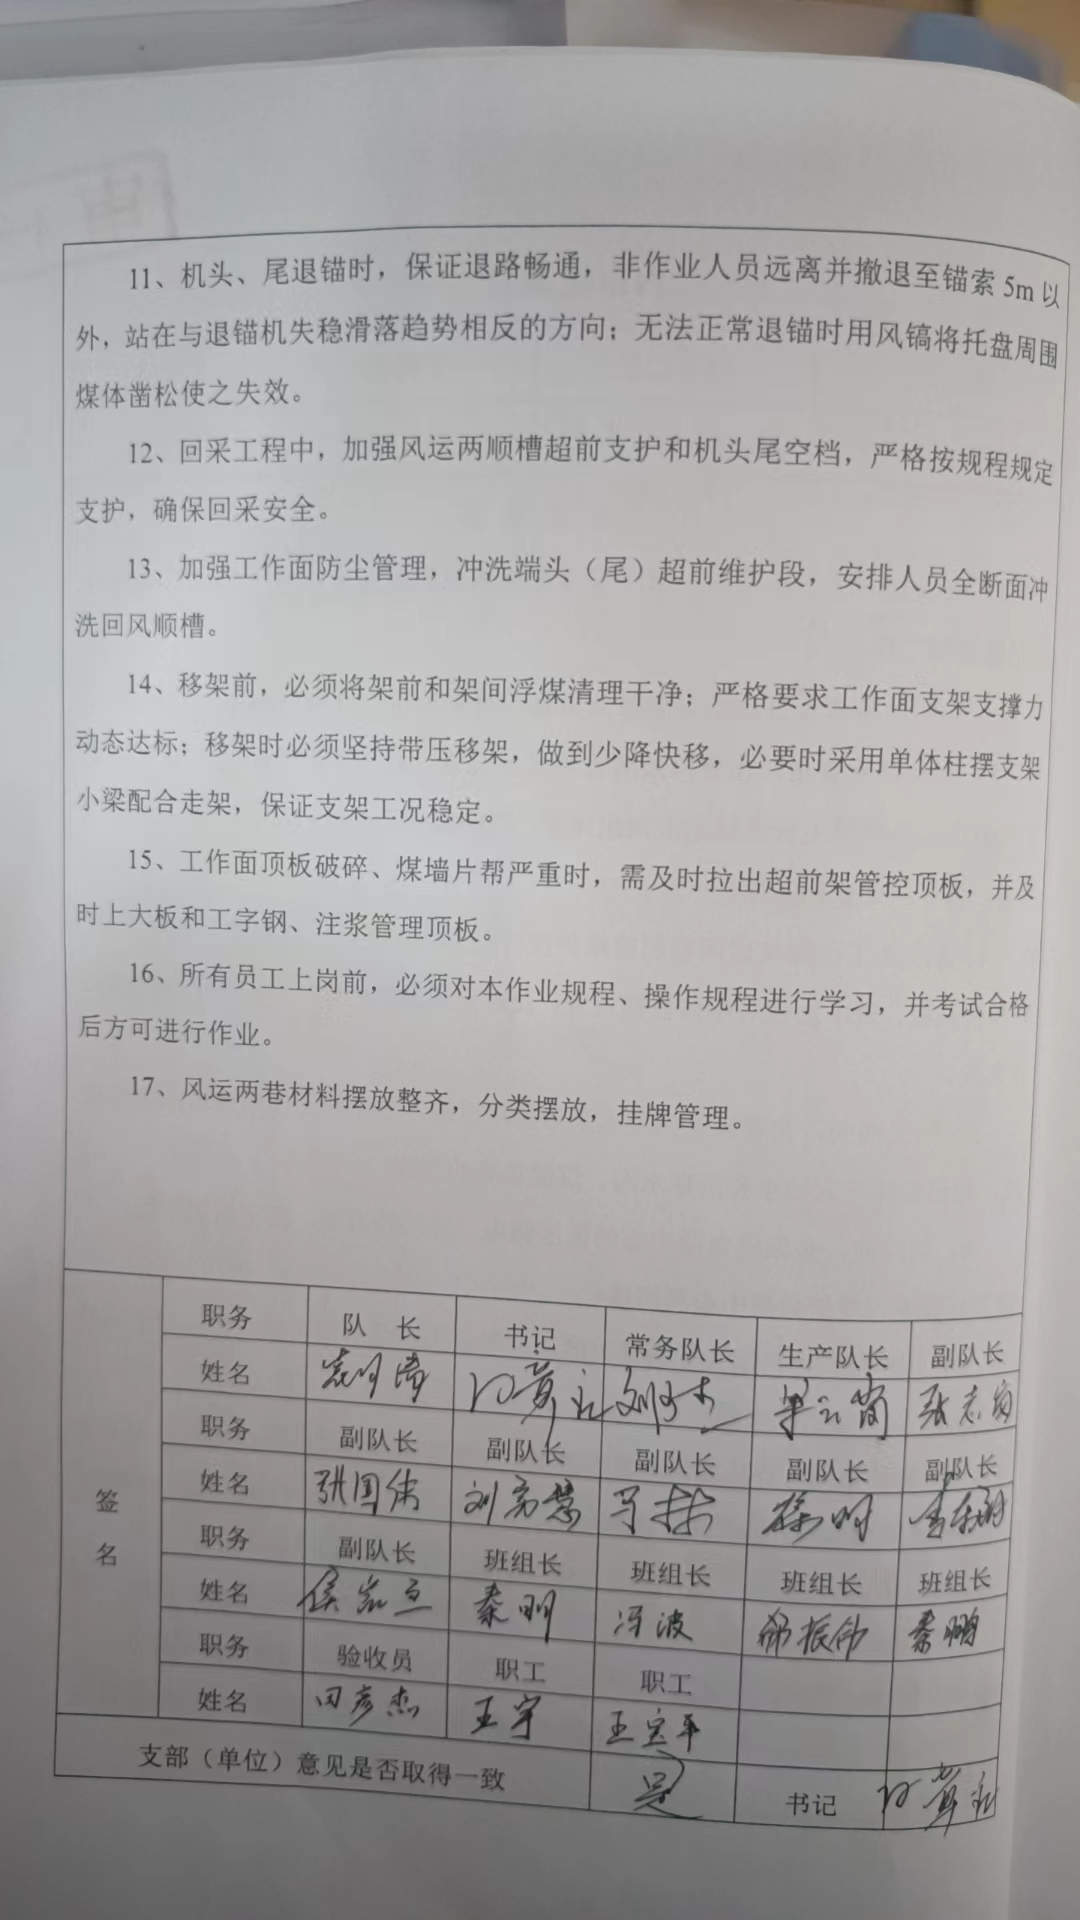 11、机头、尾退锚时，保证退路畅通，非作业人员远离并撤退至锚索 5m 以
外，站在与退锚机失稳滑落趋势相反的方向；无法正常退锚时用风镐将托盘周围
煤体凿松使之失效。
12、回采工程中，加强风运两顺槽超前支护和机头尾空档，严格按规程规定
支护，确保回采安全。
13、加强工作面防尘管理，冲洗端头（尾）超前维护段，安排人员全断面冲
洗回风顺槽。
14、移架前，必须将架前和架间浮煤清理干净；严格要求工作面支架支撑力
动态达标；移架时必须坚持带压移架，做到少降快移，必要时采用单体柱摆支架
小梁配合走架，保证支架工况稳定。
15、工作面顶板破碎、煤墙片帮严重时，需及时拉出超前架管控顶板，并及
时上大板和工字钢、注浆管理顶板。
16、所有员工上岗前，必须对本作业规程、操作规程进行学习，并考试合格
后方可进行作业。
17、风运两巷材料摆放整齐，分类摆放，挂牌管理。
签名
职务 队 长 书记 常务队长 生产队长 副队长
姓名
职务 副队长 副队长 副队长 副队长 副队长
姓名 张国伟 徐明
职务 副队长 班组长 班组长 班组长 班组长
姓名 秦明 冯波 秦鹏
职务 验收员 职工 职工
姓名 田彦杰 王宇 王宝平
支部（单位）意见是否取得一致 是 书记